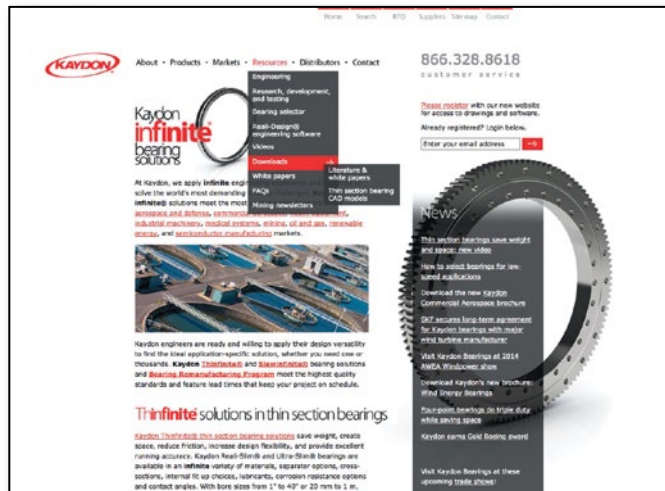 Home Search RFQ Suppliers Site map Contact
KAYDON
About • Products • Markets • Resources • Distributors • Contact
866.328.8618
customer service
Engineering
Research, development,
and testing
Bearing selector
Reali-Design®
engineering software
Videos
Downloads
White papers
FAQs
Mining newsletters
Literature &
white papers
Thin section bearing
CAD models
Please register with our new website
for access to drawings and software.
Already registered? Login below.
Enter your email address
Kaydon
infinite®
bearing
solutions
At Kaydon, we apply infinite
solve the world's most demanding
infinite® solutions meet the most
aerospace and defense, commercial
industrial machinery, medical systems, mining, oil and gas, renewable
energy, and semiconductor manufacturing markets.
Kaydon engineers are ready and willing to apply their design versatility
to find the ideal application-specific solution, whether you need one or
thousands. Kaydon Thinfinite® and Slewinfinite® bearing solutions
and Bearing Remanufacturing Program meet the highest quality
standards and feature lead times that keep your project on schedule.
Thinfinite® solutions in thin section bearings
Kaydon Thinfinite® thin section bearing solutions save weight, create
space, reduce friction, increase design flexibility, and provide excellent
running accuracy. Kaydon Reali-Slim® and Ultra-Slim® bearings are
available in an infinite variety of materials, separator options, cross-
sections, internal fit up choices, lubricants, corrosion resistance options
and contact angles. With bore sizes from 1" to 40" or 20 mm to 1 m,
News
Thin section bearings save weight
and space: new video
How to select bearings for low-
speed applications
Download the new Kaydon
Commercial Aerospace brochure
SKF secures long-term agreement
for Kaydon bearings with major
wind turbine manufacturer
Visit Kaydon Bearings at 2014
AWEA Windpower show
Download Kaydon's new brochure:
Wind Energy Bearings
Four-point bearings do triple duty
while saving space
Kaydon earns Gold Boeing award
Visit Kaydon Bearings at these
upcoming trade shows: